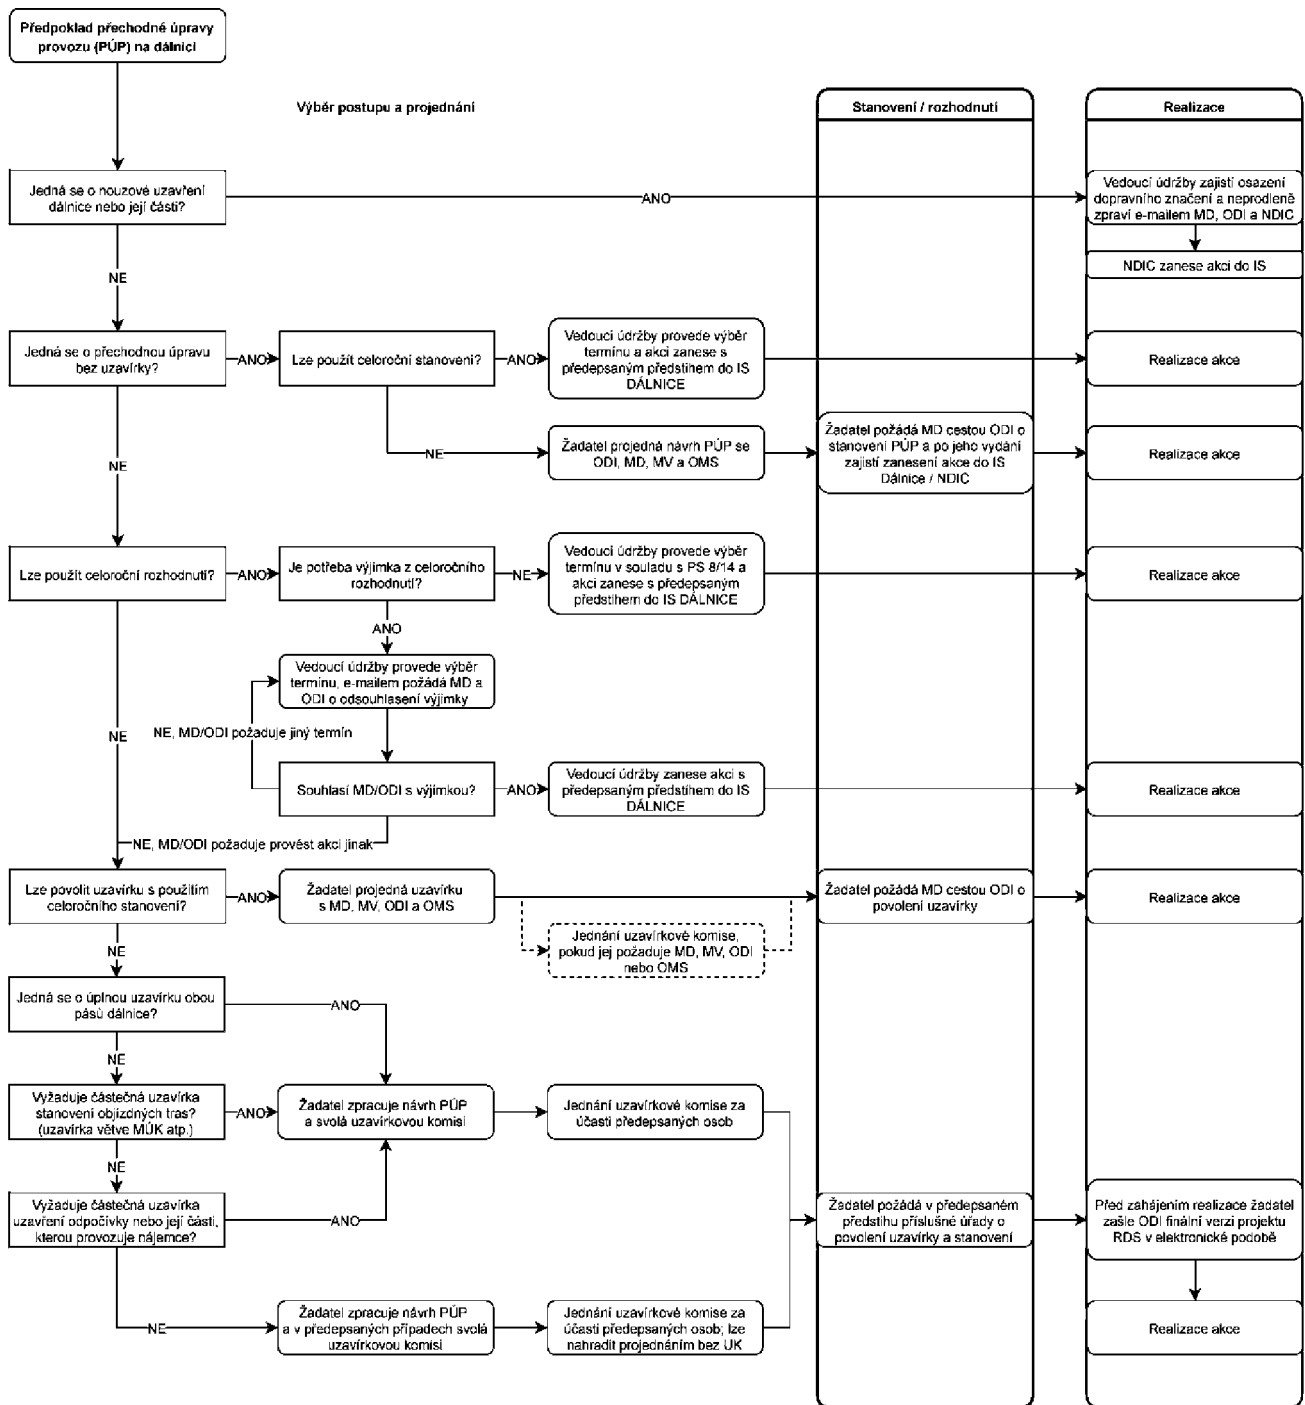 Předpoklad přechodné úpravy
provozu (PÚP) na dálnici
Výběr postupu a projednání
Stanovení / rozhodnutí
Realizace
Jedná se o nouzové uzavření
dálnice nebo její části?
ANO
Vedoucí údržby zajistí osazení
dopravního značení a neprodleně
zpraví e-mailem MD, ODI a NDIC
NDIC zanese akci do IS
NE
Jedná se o přechodnou úpravu
bez uzavírky?
ANO
Lze použít celoroční stanovení?
ANO
Vedoucí údržby provede výběr
termínu a akci zanese s
předepsaným předstihem do IS
DÁLNICE
Realizace akce
NE
Žadatel projedná návrh PÚP se
ODI, MD, MV a OMS
Žadatel požádá MD cestou ODI o
stanovení PÚP a po jeho vydání
zajistí zanesení akce do IS
Dálnice / NDIC
Realizace akce
NE
Lze použít celoroční rozhodnutí?
ANO
Je potřeba výjimka z celoročního
rozhodnutí?
NE
Vedoucí údržby provede výběr
termínu v souladu s PS 8/14 a
akci zanese s předepsaným
předstihem do IS DÁLNICE
Realizace akce
ANO
Vedoucí údržby provede výběr
termínu, e-mailem požádá MD a
ODI o odsouhlasení výjimky
NE
NE, MD/ODI požaduje jiný termín
Souhlasí MD/ODI s výjimkou?
ANO
Vedoucí údržby zanese akci s
předepsaným předstihem do IS
DÁLNICE
Realizace akce
NE, MD/ODI požaduje provést akci jinak
Lze povolit uzavírku s použitím
celoročního stanovení?
ANO
Žadatel projedná uzavírku
s MD, MV, ODI a OMS
Žadatel požádá MD cestou ODI o
povolení uzavírky
Realizace akce
Jednání uzavírkové komise,
pokud jej požaduje MD, MV, ODI
nebo OMS
NE
Jedná se o úplnou uzavírku obou
pásů dálnice?
ANO
NE
Vyžaduje částečná uzavírka
stanovení objízdných tras?
(uzavírka větve MÚK atp.)
ANO
Žadatel zpracuje návrh PÚP
a svolá uzavírkovou komisi
Jednání uzavírkové komise za
účasti předepsaných osob
NE
Vyžaduje částečná uzavírka
uzavření odpočívky nebo její části,
kterou provozuje nájemce?
ANO
Žadatel požádá v předepsaném
předstihu příslušné úřady o
povolení uzavírky a stanovení
Před zahájením realizace žadatel
zašle ODI finální verzi projektu
RDS v elektronické podobě
NE
Žadatel zpracuje návrh PÚP
a v předepsaných případech svolá
uzavírkovou komisi
Jednání uzavírkové komise za
účasti předepsaných osob; lze
nahradit projednáním bez UK
Realizace akce